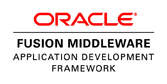 ORACLE
FUSION MIDDLEWARE
APPLICATION DEVELOPMENT
FRAMEWORK